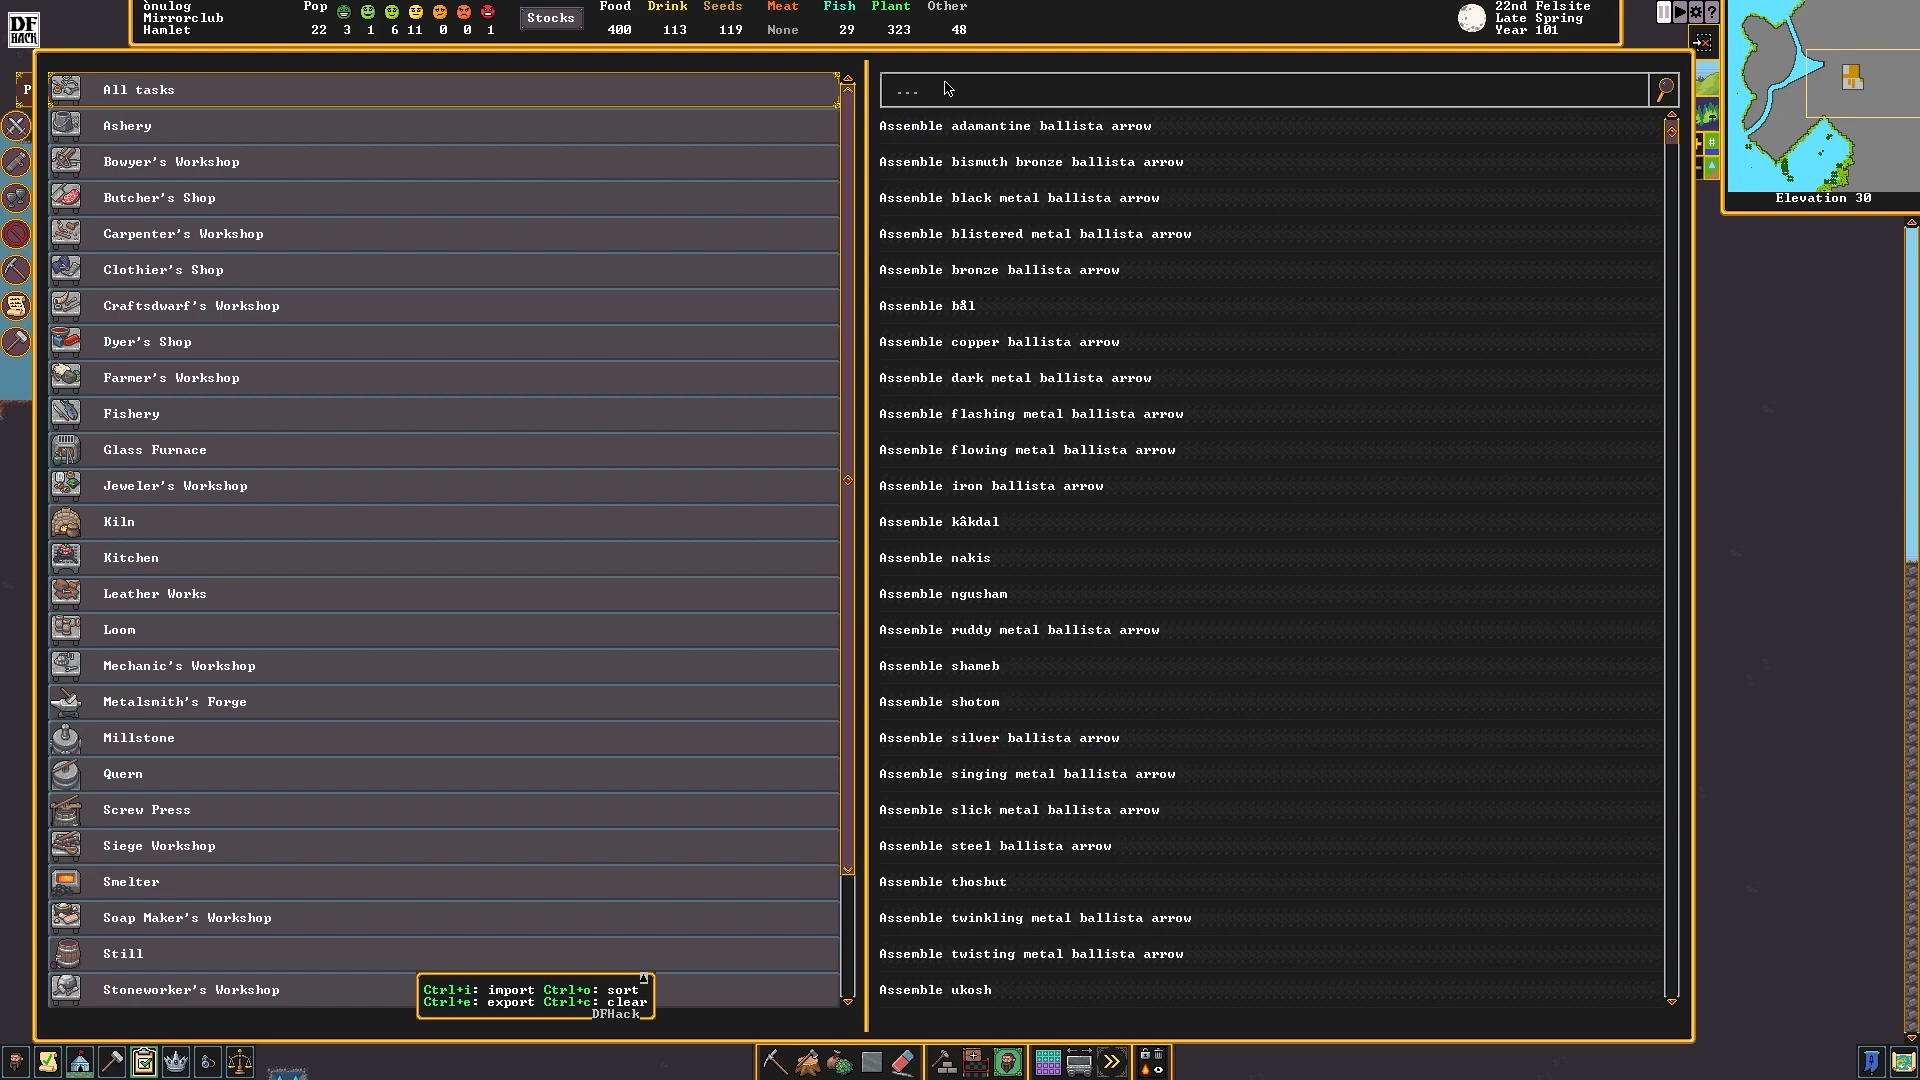 DF
HACK
ònulog
Mirrorclub
Hamlet
Pop
22 3 1 6 11 0 0 1
Stocks
Food Drink Seeds Meat Fish Plant Other
400 113 119 None 29 323 48
22nd Felsite
Late Spring
Year 101
Elevation 30
P
All tasks
Ashery
Bowyer's Workshop
Butcher's Shop
Carpenter's Workshop
Clothier's Shop
Craftsdwarf's Workshop
Dyer's Shop
Farmer's Workshop
Fishery
Glass Furnace
Jeweler's Workshop
Kiln
Kitchen
Leather Works
Loom
Mechanic's Workshop
Metalsmith's Forge
Millstone
Quern
Screw Press
Siege Workshop
Smelter
Soap Maker's Workshop
Still
Stoneworker's Workshop
...
Assemble adamantine ballista arrow
Assemble bismuth bronze ballista arrow
Assemble black metal ballista arrow
Assemble blistered metal ballista arrow
Assemble bronze ballista arrow
Assemble bål
Assemble copper ballista arrow
Assemble dark metal ballista arrow
Assemble flashing metal ballista arrow
Assemble flowing metal ballista arrow
Assemble iron ballista arrow
Assemble kâkdal
Assemble nakis
Assemble ngusham
Assemble ruddy metal ballista arrow
Assemble shameb
Assemble shotom
Assemble silver ballista arrow
Assemble singing metal ballista arrow
Assemble slick metal ballista arrow
Assemble steel ballista arrow
Assemble thosbut
Assemble twinkling metal ballista arrow
Assemble twisting metal ballista arrow
Assemble ukosh
Ctrl+i: import Ctrl+o: sort
Ctrl+e: export Ctrl+c: clear
DFHack